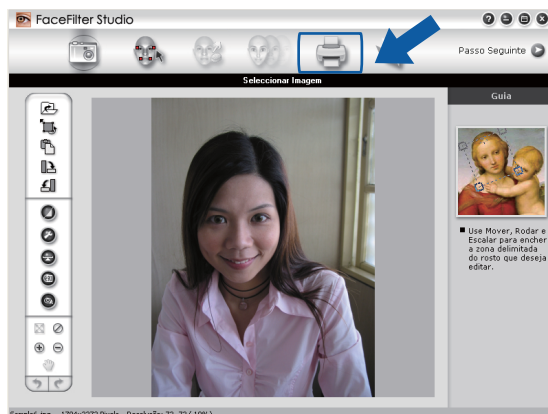 FaceFilter Studio
Passo Seguinte
Seleccionar Imagem
Guia
Use Mover, Rodar e
Escalar para encher
a zona delimitada
do rosto que deseja
editar.